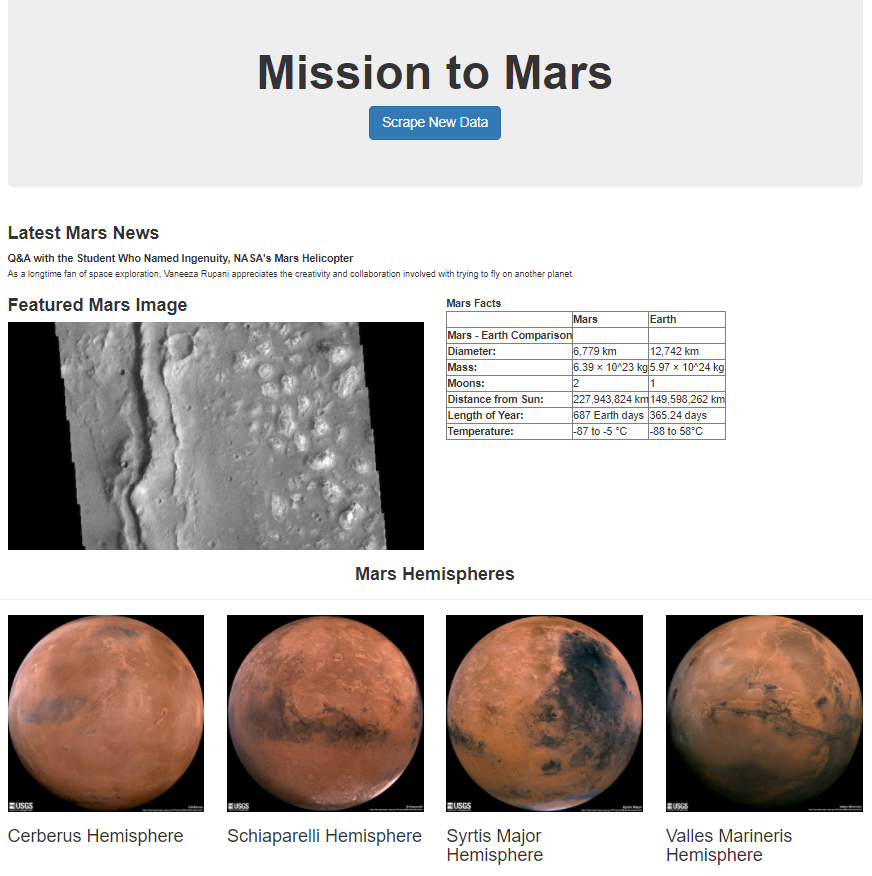 Mission to Mars
Scrape New Data
Latest Mars News
Q&A with the Student Who Named Ingenuity, NASA's Mars Helicopter
As a longtime fan of space exploration, Vaneeza Rupani appreciates the creativity and collaboration involved with trying to fly on another planet.
Featured Mars Image
Mars Facts
Mars Earth
Mars - Earth Comparison
Diameter: 6,779 km 12,742 km
Mass: 6.39 × 10^23 kg 5.97 × 10^24 kg
Moons: 2 1
Distance from Sun: 227,943,824 km 149,598,262 km
Length of Year: 687 Earth days 365.24 days
Temperature: -87 to -5 °C -88 to 58°C
Mars Hemispheres
USGS
USGS
USGS
USGS
Cerberus Hemisphere
Schiaparelli Hemisphere
Syrtis Major
Hemisphere
Valles Marineris
Hemisphere